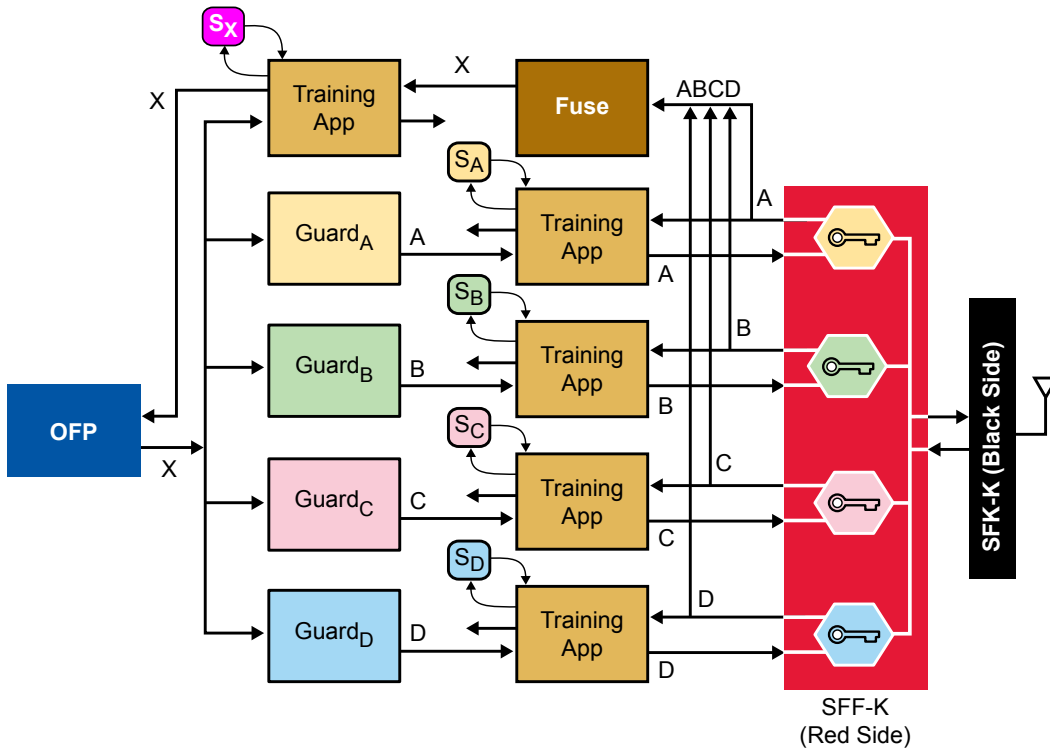 SX
X
X
Training
App
Fuse
ABCD
SA
GuardA
A
Training
App
A
A
SB
GuardB
B
Training
App
B
B
OFP
X
SC
GuardC
C
Training
App
C
C
SD
GuardD
D
Training
App
D
D
SFK-K (Black Side)
SFF-K
(Red Side)